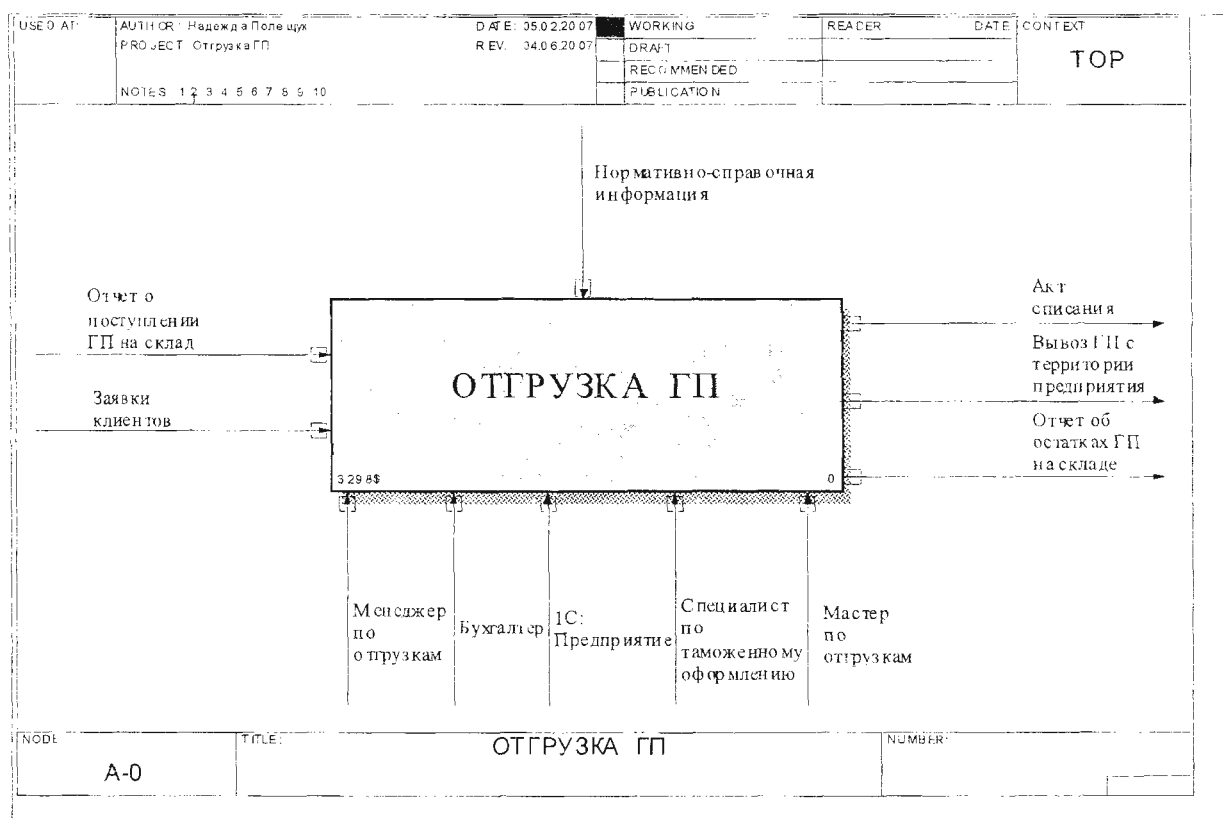 USED AT:
AUTHOR: Надежда Полещук
DATE: 05.02.2007
WORKING
READER
DATE
CONTEXT
PROJECT: Отгрузка ГП
REV: 04.06.2007
DRAFT
TOP
RECOMMENDED
NOTES 1 2 3 4 5 6 7 8 9 10
PUBLICATION
Нормативно-справочная
информация
Отчет о
поступлении
ГП на склад
Заявки
клиентов
ОТГРУЗКА ГП
3 298$
0
Акт
списания
Вывоз ГП с
территории
предприятия
Отчет об
остатках ГП
на складе
Менеджер
по
отгрузкам
Бухгалтер
1С:
Предприятие
Специалист
по
таможенному
оформлению
Мастер
по
отгрузкам
NODE:
A-0
TITLE:
ОТГРУЗКА ГП
NUMBER: